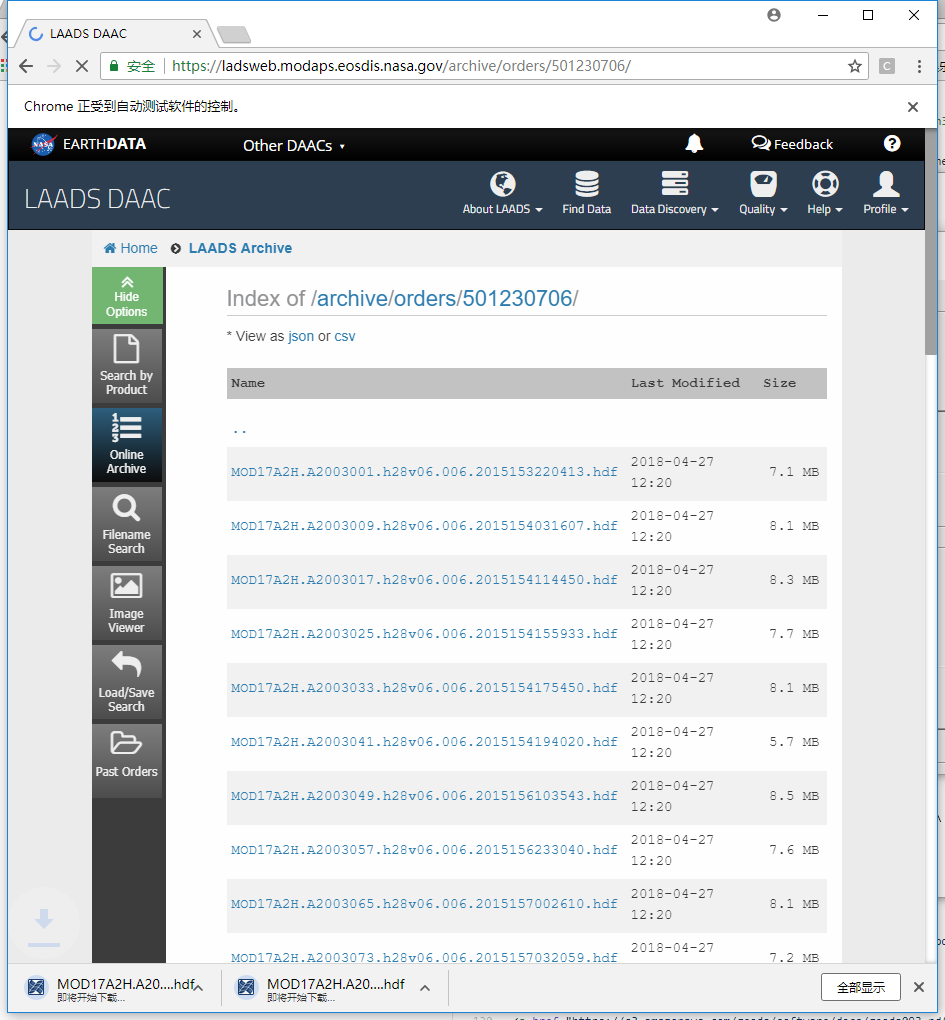 LAADS DAAC
安全 https://ladsweb.modaps.eosdis.nasa.gov/archive/orders/501230706/
Chrome 正受到自动测试软件的控制。
NASA EARTHDATA Other DAACs Feedback
LAADS DAAC About LAADS Find Data Data Discovery Quality Help Profile
Home LAADS Archive
Hide Options
Search by Product
Online Archive
Filename Search
Image Viewer
Load/Save Search
Past Orders
Index of /archive/orders/501230706/
* View as json or csv
Name Last Modified Size
..
MOD17A2H.A2003001.h28v06.006.2015153220413.hdf 2018-04-27 12:20 7.1 MB
MOD17A2H.A2003009.h28v06.006.2015154031607.hdf 2018-04-27 12:20 8.1 MB
MOD17A2H.A2003017.h28v06.006.2015154114450.hdf 2018-04-27 12:20 8.3 MB
MOD17A2H.A2003025.h28v06.006.2015154155933.hdf 2018-04-27 12:20 7.7 MB
MOD17A2H.A2003033.h28v06.006.2015154175450.hdf 2018-04-27 12:20 8.1 MB
MOD17A2H.A2003041.h28v06.006.2015154194020.hdf 2018-04-27 12:20 5.7 MB
MOD17A2H.A2003049.h28v06.006.2015156103543.hdf 2018-04-27 12:20 8.5 MB
MOD17A2H.A2003057.h28v06.006.2015156233040.hdf 2018-04-27 12:20 7.6 MB
MOD17A2H.A2003065.h28v06.006.2015157002610.hdf 2018-04-27 12:20 8.1 MB
MOD17A2H.A2003073.h28v06.006.2015157032059.hdf 2018-04-27 7.2 MB
MOD17A2H.A20....hdf MOD17A2H.A20....hdf 全部显示
即将开始下载... 即将开始下载...